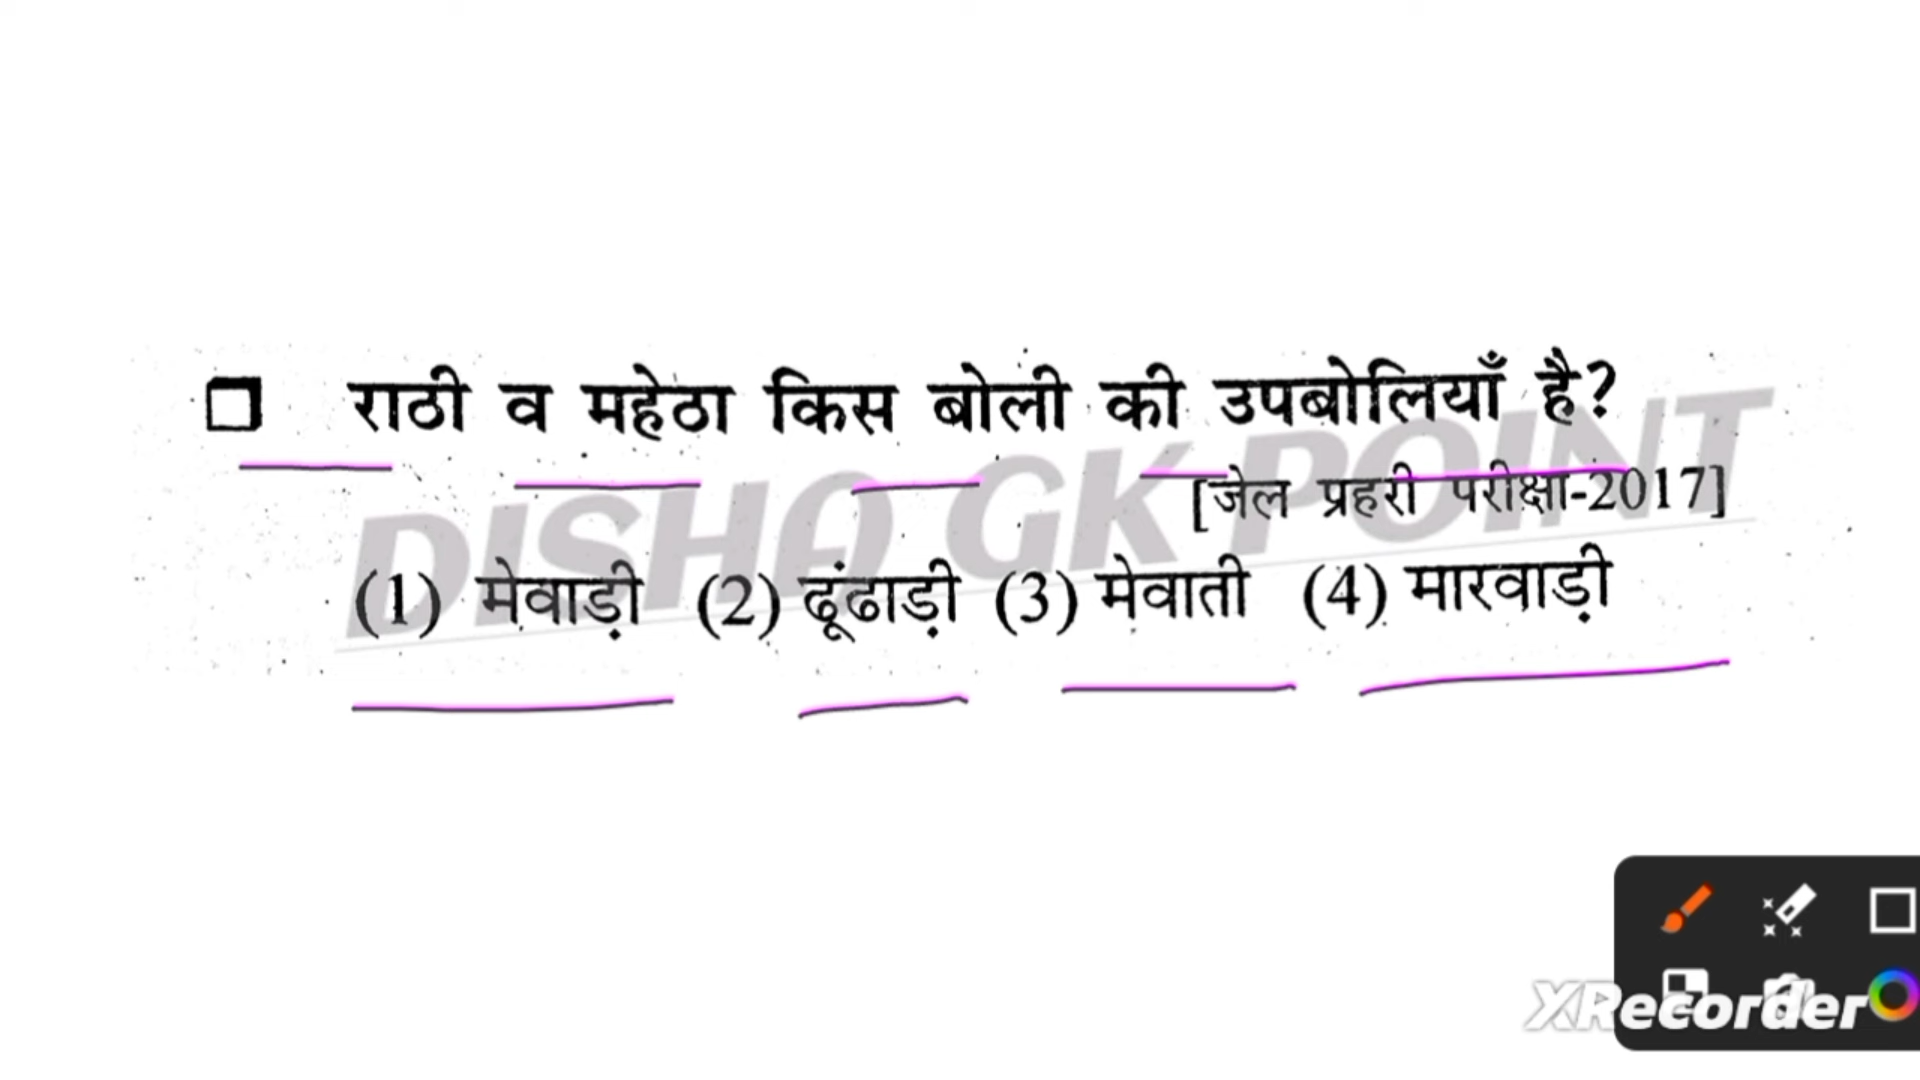 राठी व महेठा किस बोली की उपबोलियाँ है?
[जेल प्रहरी परीक्षा-2017]
(1) मेवाड़ी (2) ढूंढाड़ी (3) मेवाती (4) मारवाड़ी
DISHA GK POINT
XRecorder